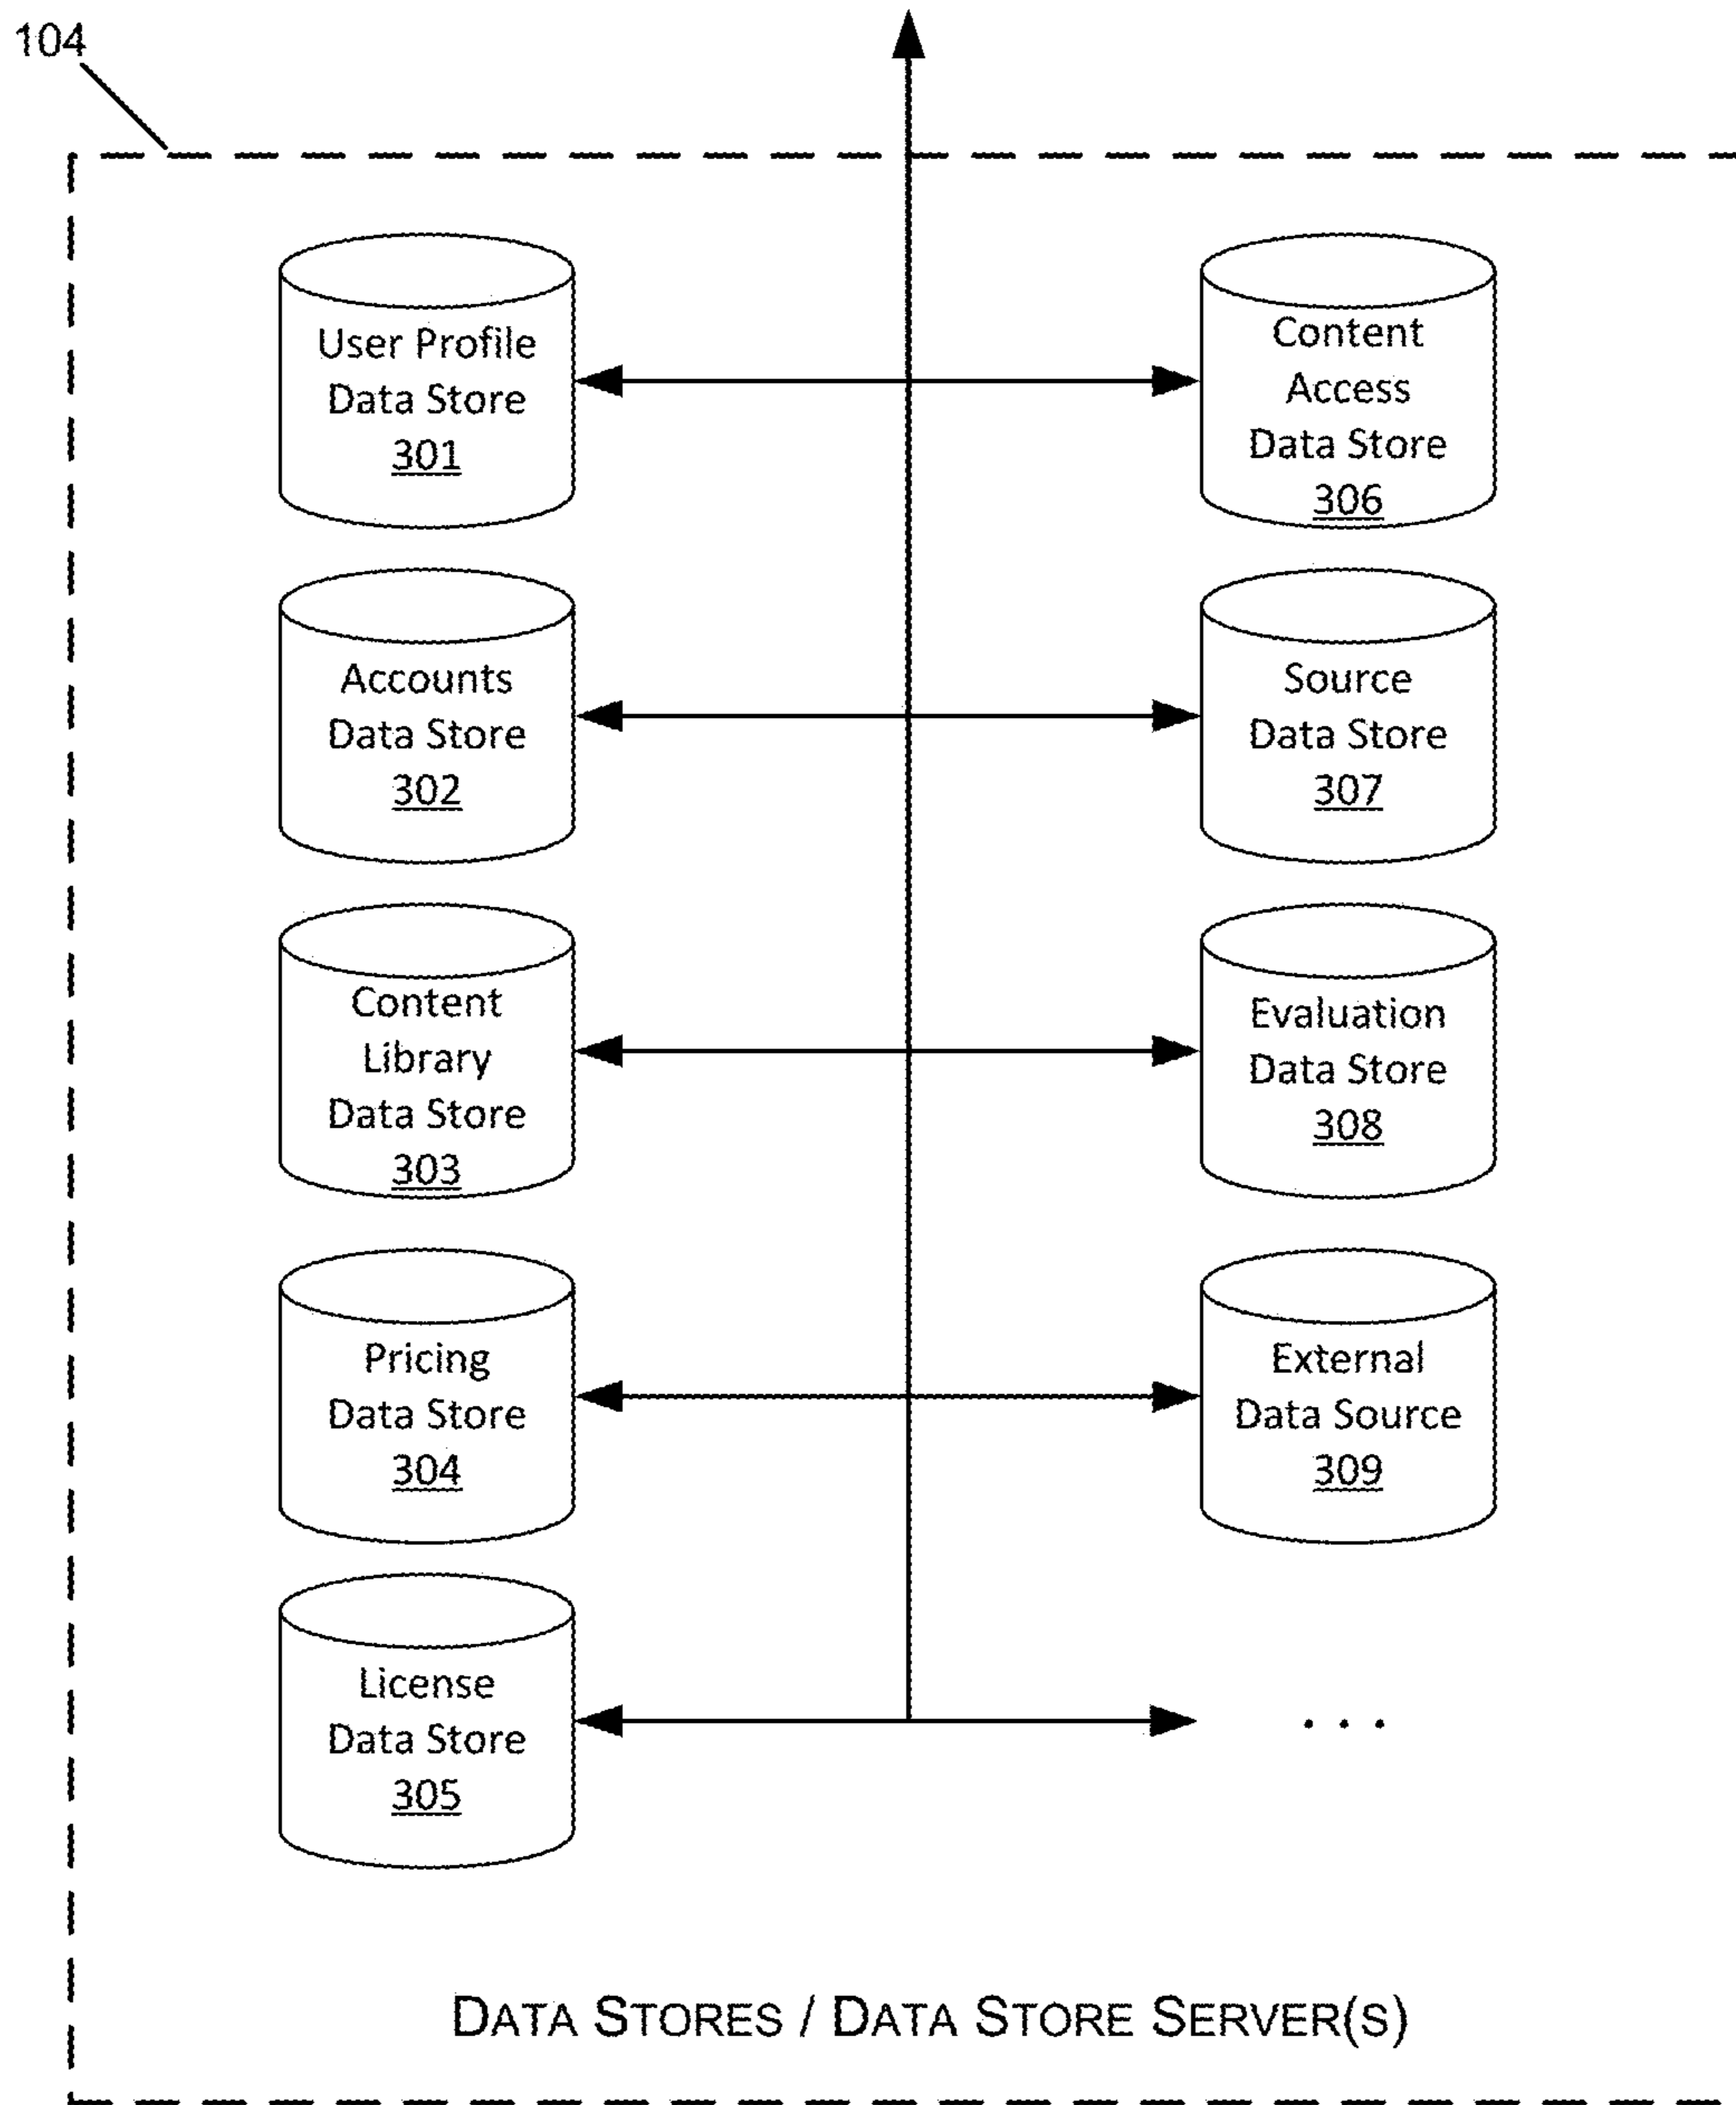 104
User Profile
Data Store
301
Content
Access
Data Store
306
Accounts
Data Store
302
Source
Data Store
307
Content
Library
Data Store
303
Evaluation
Data Store
308
Pricing
Data Store
304
External
Data Source
309
License
Data Store
305
. . .
DATA STORES / DATA STORE SERVER(S)